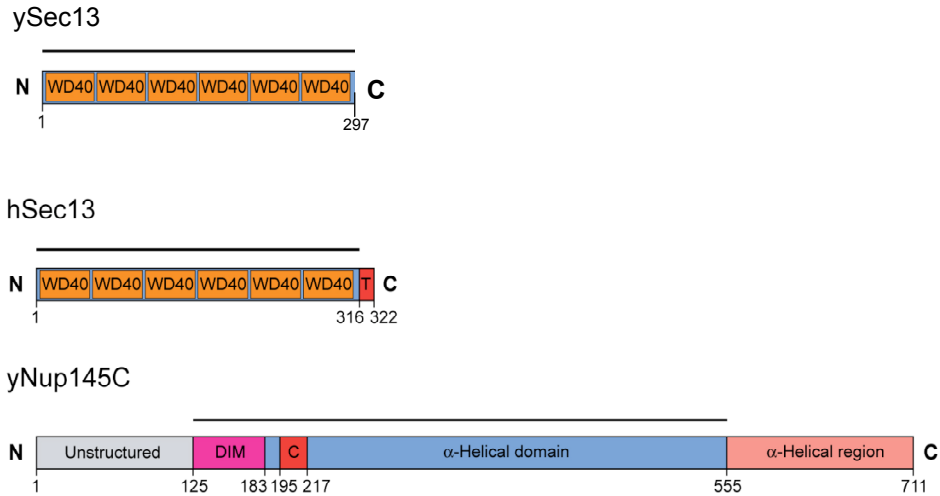 ySec13
N WD40 WD40 WD40 WD40 WD40 WD40 C
1 297
hSec13
N WD40 WD40 WD40 WD40 WD40 WD40 T C
1 316 322
yNup145C
N Unstructured DIM C α-Helical domain α-Helical region C
1 125 183 195 217 555 711